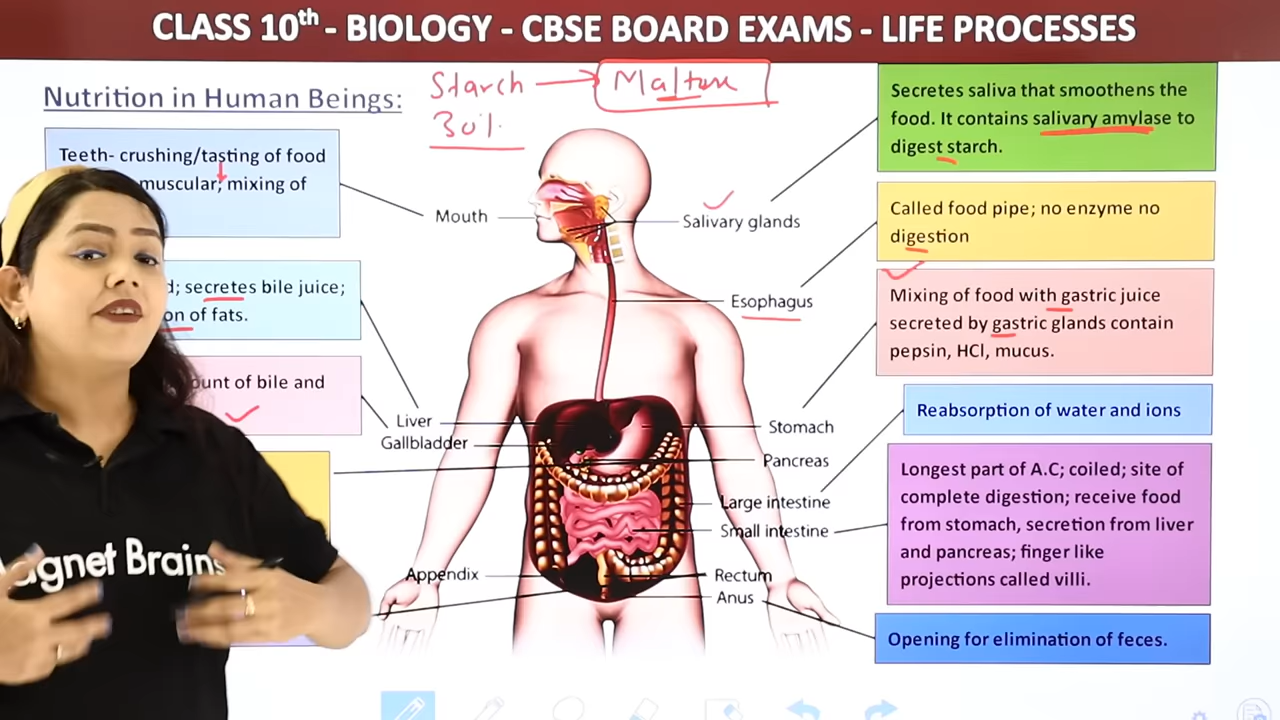 CLASS 10th - BIOLOGY - CBSE BOARD EXAMS - LIFE PROCESSES
Nutrition in Human Beings:
Starch → Maltose
30%
Teeth- crushing/tasting of food
muscular; mixing of
secretes bile juice;
of fats.
of bile and
Mouth
Salivary glands
Esophagus
Liver
Gallbladder
Stomach
Pancreas
Large intestine
Small intestine
Appendix
Rectum
Anus
Secretes saliva that smoothens the
food. It contains salivary amylase to
digest starch.
Called food pipe; no enzyme no
digestion
Mixing of food with gastric juice
secreted by gastric glands contain
pepsin, HCl, mucus.
Reabsorption of water and ions
Longest part of A.C; coiled; site of
complete digestion; receive food
from stomach, secretion from liver
and pancreas; finger like
projections called villi.
Opening for elimination of feces.
agnet Brains